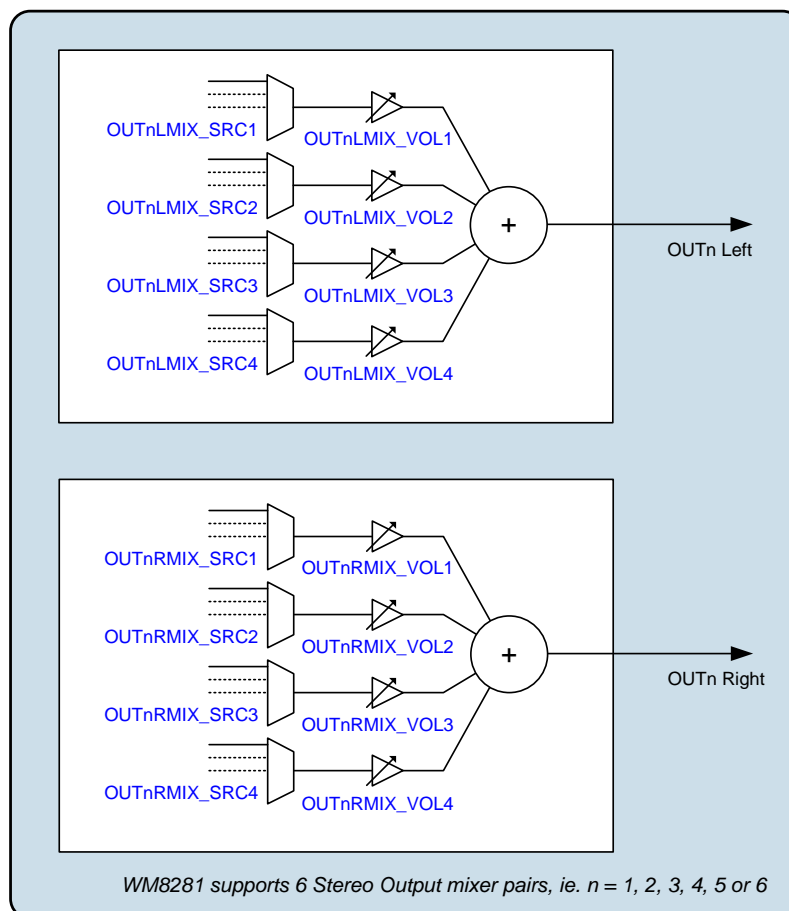 OUTnLMIX_SRC1
OUTnLMIX_VOL1
OUTnLMIX_SRC2
OUTnLMIX_VOL2
+
OUTn Left
OUTnLMIX_SRC3
OUTnLMIX_VOL3
OUTnLMIX_SRC4
OUTnLMIX_VOL4
OUTnRMIX_SRC1
OUTnRMIX_VOL1
OUTnRMIX_SRC2
OUTnRMIX_VOL2
+
OUTn Right
OUTnRMIX_SRC3
OUTnRMIX_VOL3
OUTnRMIX_SRC4
OUTnRMIX_VOL4
WM8281 supports 6 Stereo Output mixer pairs, ie. n = 1, 2, 3, 4, 5 or 6